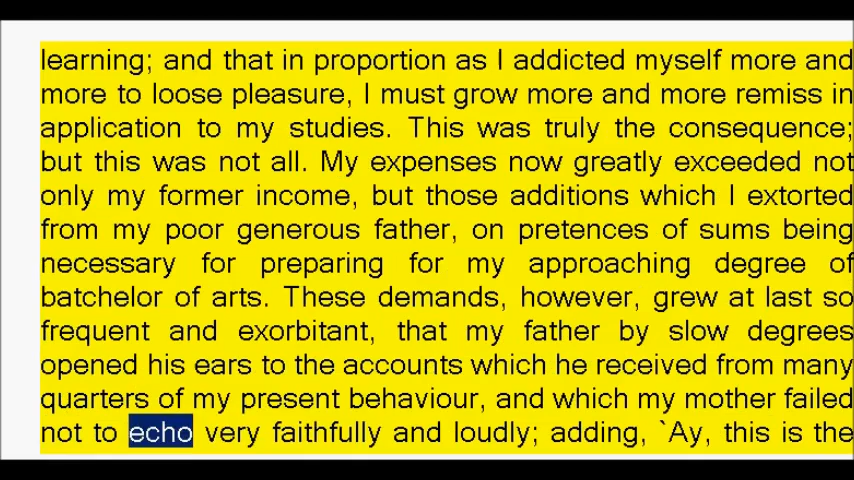 learning; and that in proportion as I addicted myself more and
more to loose pleasure, I must grow more and more remiss in
application to my studies. This was truly the consequence;
but this was not all. My expenses now greatly exceeded not
only my former income, but those additions which I extorted
from my poor generous father, on pretences of sums being
necessary for preparing for my approaching degree of
batchelor of arts. These demands, however, grew at last so
frequent and exorbitant, that my father by slow degrees
opened his ears to the accounts which he received from many
quarters of my present behaviour, and which my mother failed
not to echo very faithfully and loudly; adding, `Ay, this is the